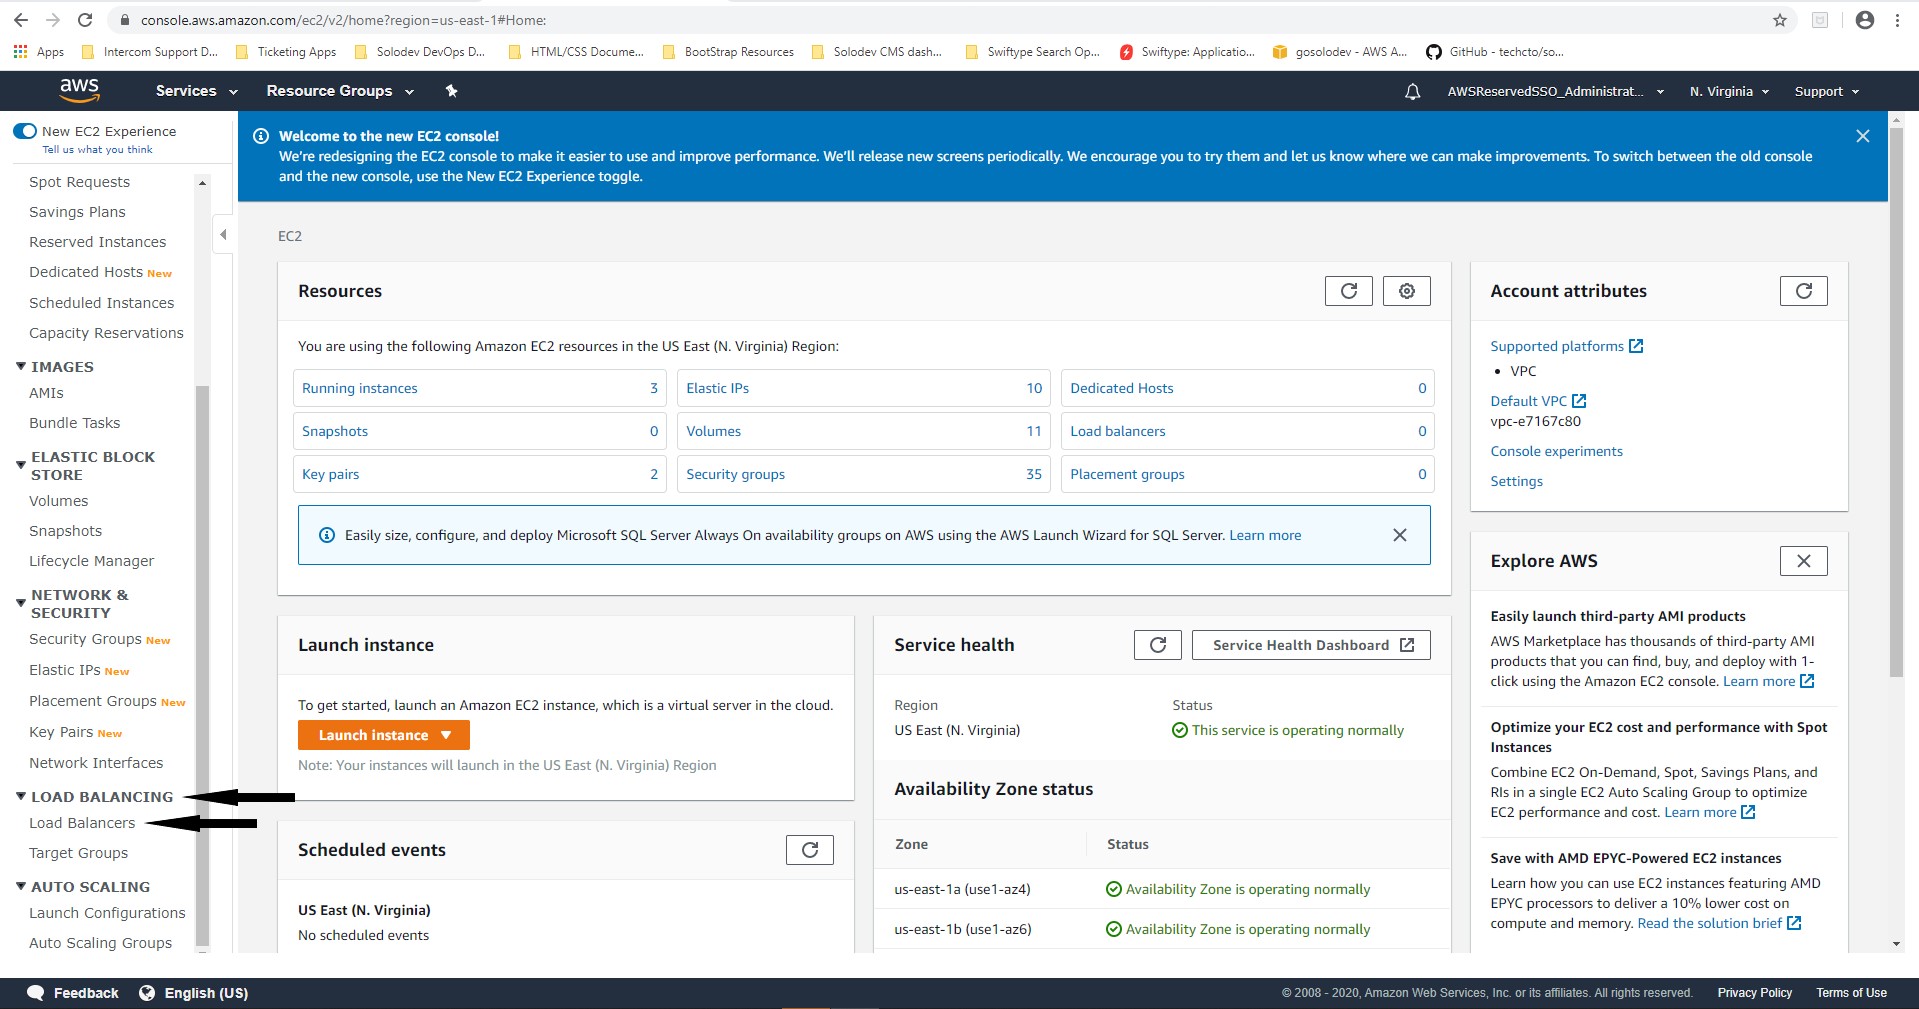 console.aws.amazon.com/ec2/v2/home?region=us-east-1#Home:
Apps
Intercom Support D...
Ticketing Apps
Solodev DevOps D...
HTML/CSS Docume...
BootStrap Resources
Solodev CMS dash...
Swiftype Search Op...
Swiftype: Applicatio...
gosolodev - AWS A...
GitHub - techcto/so...
aws
Services
Resource Groups
AWSReservedSSO_Administrat...
N. Virginia
Support
New EC2 Experience
Tell us what you think
Spot Requests
Savings Plans
Reserved Instances
Dedicated Hosts New
Scheduled Instances
Capacity Reservations
IMAGES
AMIs
Bundle Tasks
ELASTIC BLOCK
STORE
Volumes
Snapshots
Lifecycle Manager
NETWORK &
SECURITY
Security Groups New
Elastic IPs New
Placement Groups New
Key Pairs New
Network Interfaces
LOAD BALANCING
Load Balancers
Target Groups
AUTO SCALING
Launch Configurations
Auto Scaling Groups
Welcome to the new EC2 console!
We're redesigning the EC2 console to make it easier to use and improve performance. We'll release new screens periodically. We encourage you to try them and let us know where we can make improvements. To switch between the old console
and the new console, use the New EC2 Experience toggle.
EC2
Resources
You are using the following Amazon EC2 resources in the US East (N. Virginia) Region:
Running instances 3
Elastic IPs 10
Dedicated Hosts 0
Snapshots 0
Volumes 11
Load balancers 0
Key pairs 2
Security groups 35
Placement groups 0
Easily size, configure, and deploy Microsoft SQL Server Always On availability groups on AWS using the AWS Launch Wizard for SQL Server. Learn more
Launch instance
To get started, launch an Amazon EC2 instance, which is a virtual server in the cloud.
Launch instance
Note: Your instances will launch in the US East (N. Virginia) Region
Scheduled events
US East (N. Virginia)
No scheduled events
Service health
Service Health Dashboard
Region
Status
US East (N. Virginia)
This service is operating normally
Availability Zone status
Zone
Status
us-east-1a (use1-az4)
Availability Zone is operating normally
us-east-1b (use1-az6)
Availability Zone is operating normally
Account attributes
Supported platforms
• VPC
Default VPC
vpc-e7167c80
Console experiments
Settings
Explore AWS
Easily launch third-party AMI products
AWS Marketplace has thousands of third-party AMI
products that you can find, buy, and deploy with 1-
click using the Amazon EC2 console. Learn more
Optimize your EC2 cost and performance with Spot
Instances
Combine EC2 On-Demand, Spot, Savings Plans, and
RIs in a single EC2 Auto Scaling Group to optimize
EC2 performance and cost. Learn more
Save with AMD EPYC-Powered EC2 instances
Learn how you can use EC2 instances featuring AMD
EPYC processors to deliver a 10% lower cost on
compute and memory. Read the solution brief
Feedback
English (US)
© 2008 - 2020, Amazon Web Services, Inc. or its affiliates. All rights reserved.
Privacy Policy
Terms of Use